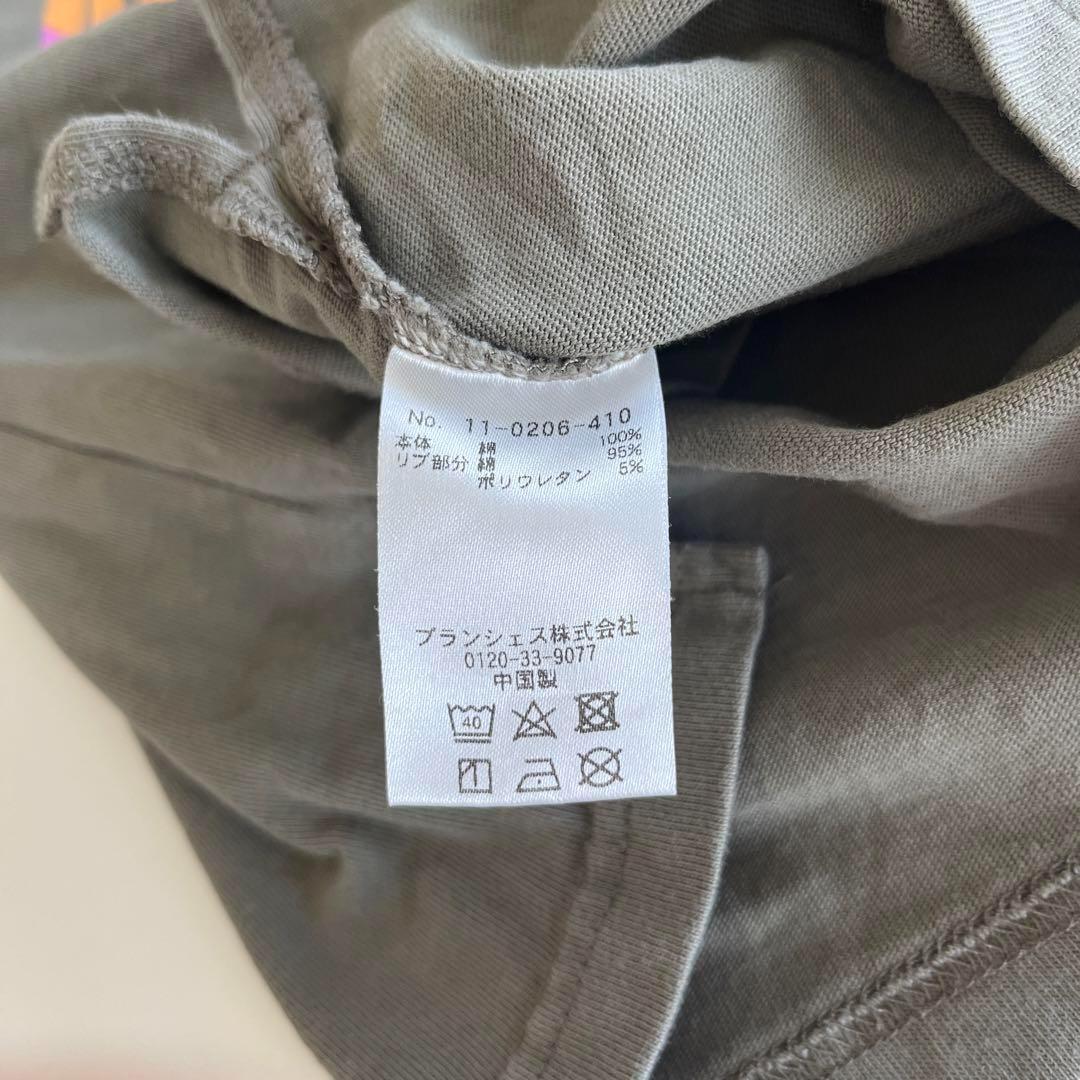 No. 11-0206-410
本体 綿 100%
リブ部分 綿 95%
ポリウレタン 5%
ブランシェス株式会社
0120-33-9077
中国製
40